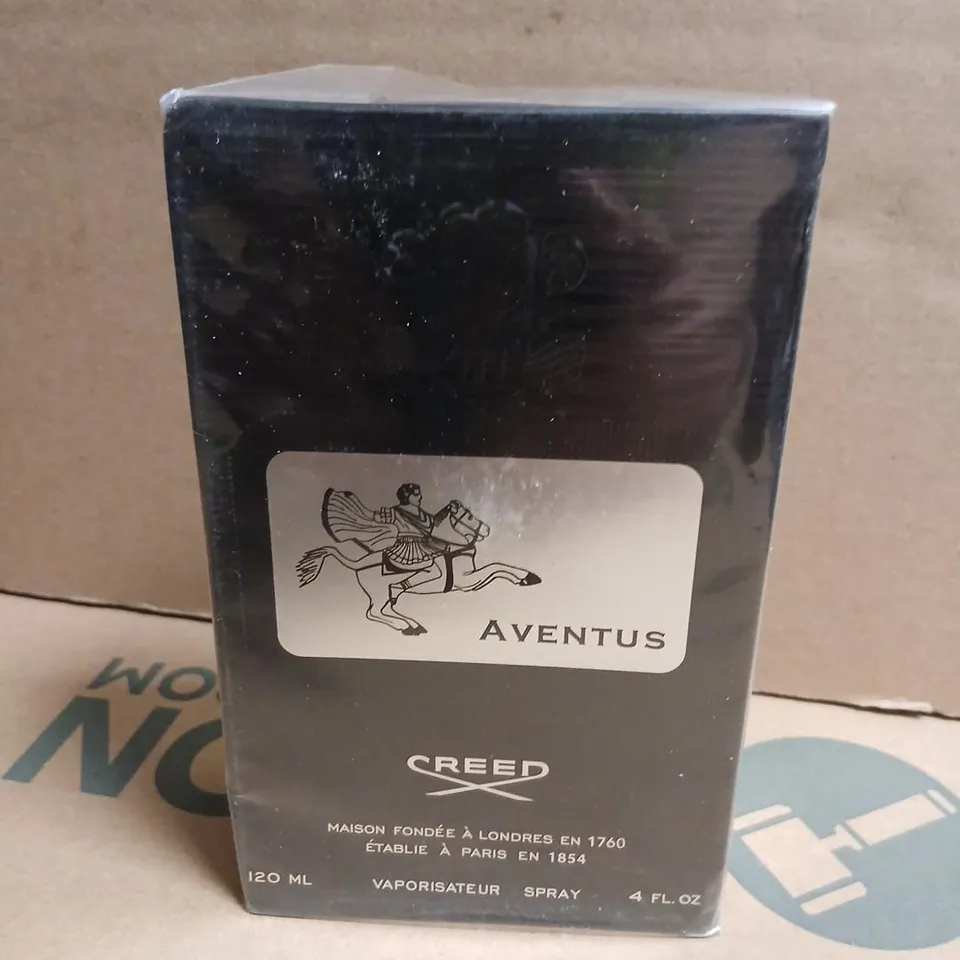 AVENTUS
CREED
MAISON FONDÉE À LONDRES EN 1760
ÉTABLIE À PARIS EN 1854
120 ML VAPORISATEUR SPRAY 4 FL. OZ